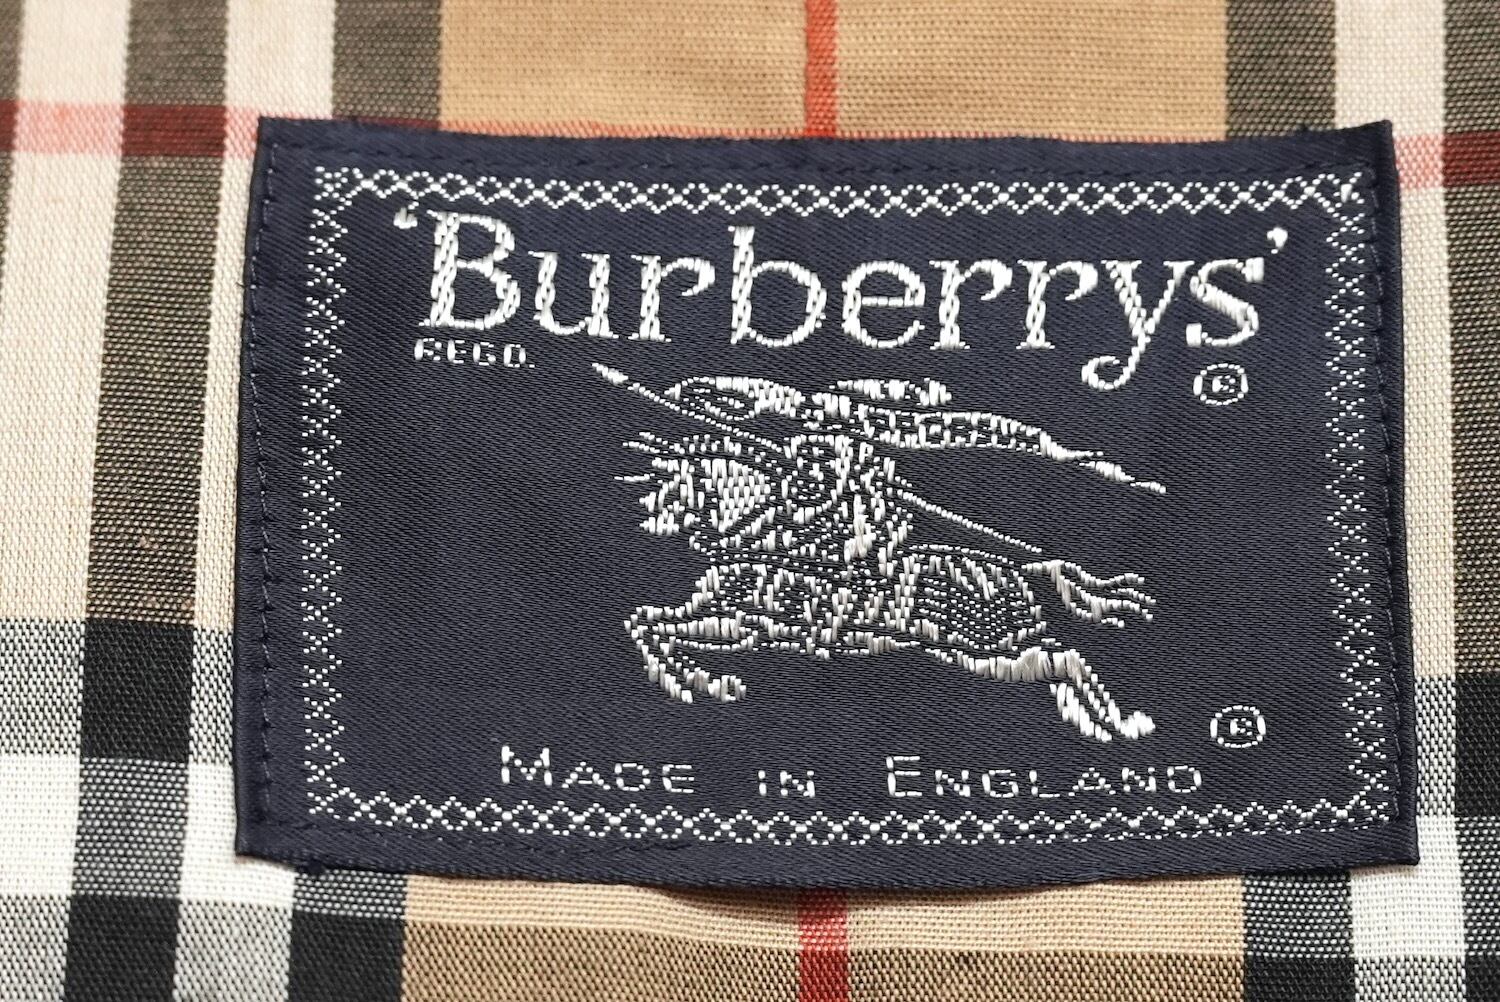 ‘Burberrys’
REGD.
®
®
MADE IN ENGLAND